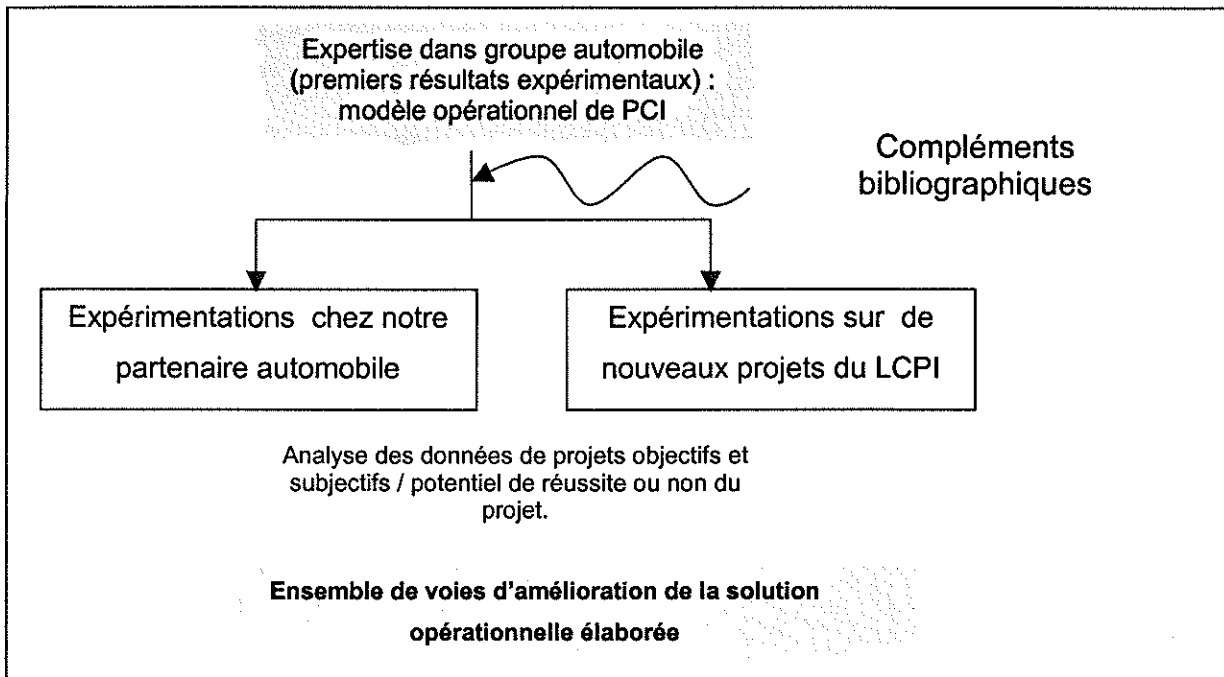 Expertise dans groupe automobile
(premiers résultats expérimentaux) :
modèle opérationnel de PCI
Compléments
bibliographiques
Expérimentations chez notre
partenaire automobile
Expérimentations sur de
nouveaux projets du LCPI
Analyse des données de projets objectifs et
subjectifs / potentiel de réussite ou non du
projet.
Ensemble de voies d'amélioration de la solution
opérationnelle élaborée